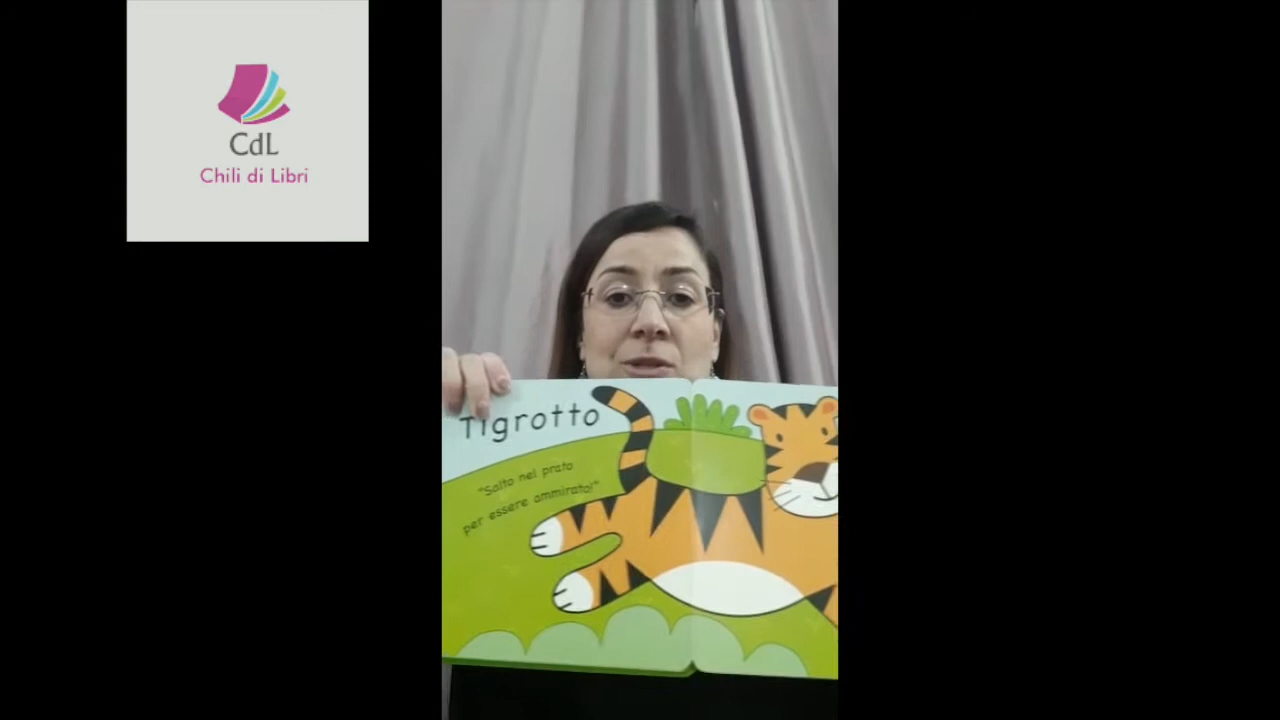 CdL
Chili di Libri
Tigrotto
"Salto nel prato
per essere ammirato!"